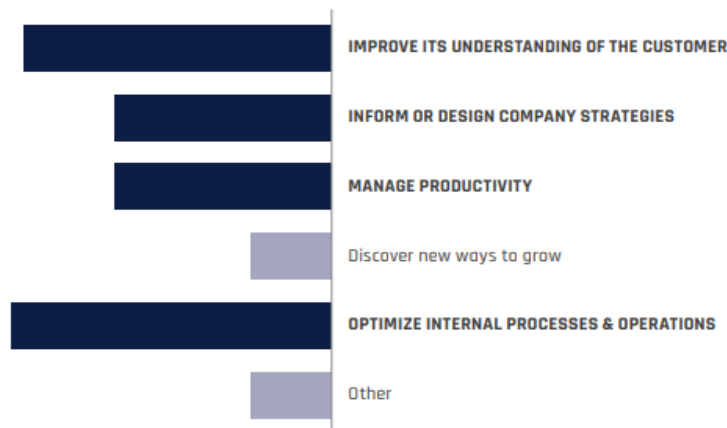 IMPROVE ITS UNDERSTANDING OF THE CUSTOMER
INFORM OR DESIGN COMPANY STRATEGIES
MANAGE PRODUCTIVITY
Discover new ways to grow
OPTIMIZE INTERNAL PROCESSES & OPERATIONS
Other